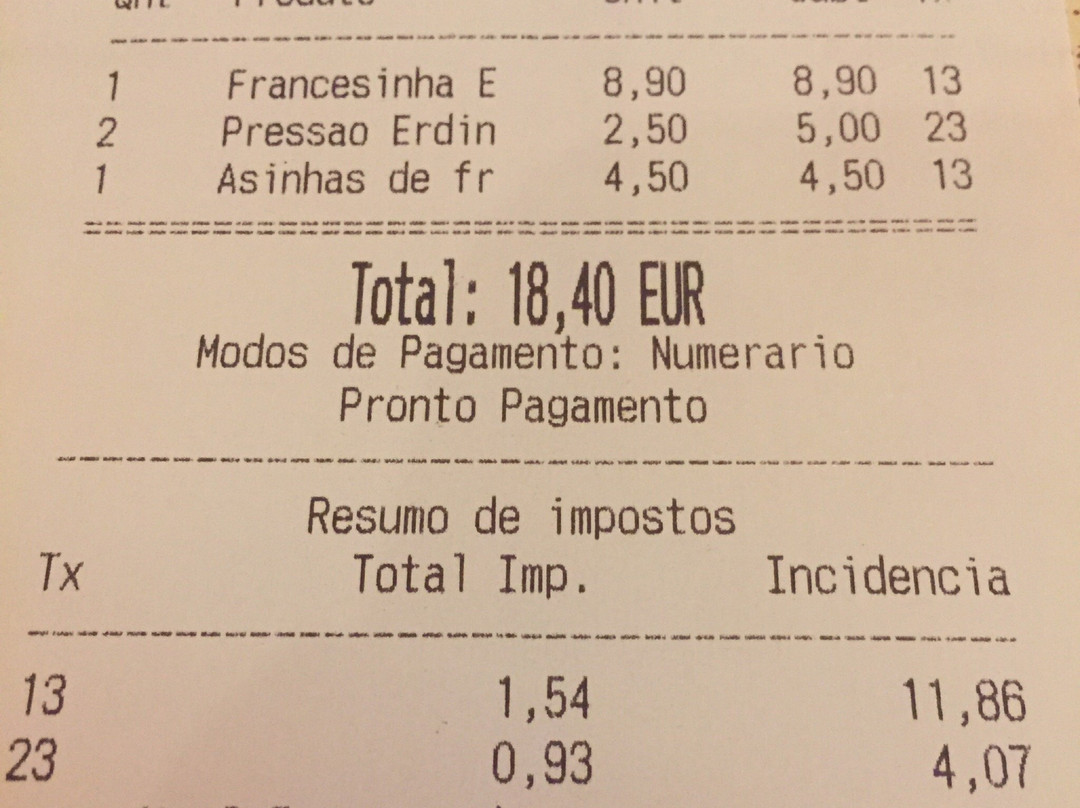 1 Francesinha E 8,90 8,90 13
2 Pressao Erdin 2,50 5,00 23
1 Asinhas de fr 4,50 4,50 13
Total: 18,40 EUR
Modos de Pagamento: Numerario
Pronto Pagamento
Resumo de impostos
Tx Total Imp. Incidencia
13 1,54 11,86
23 0,93 4,07